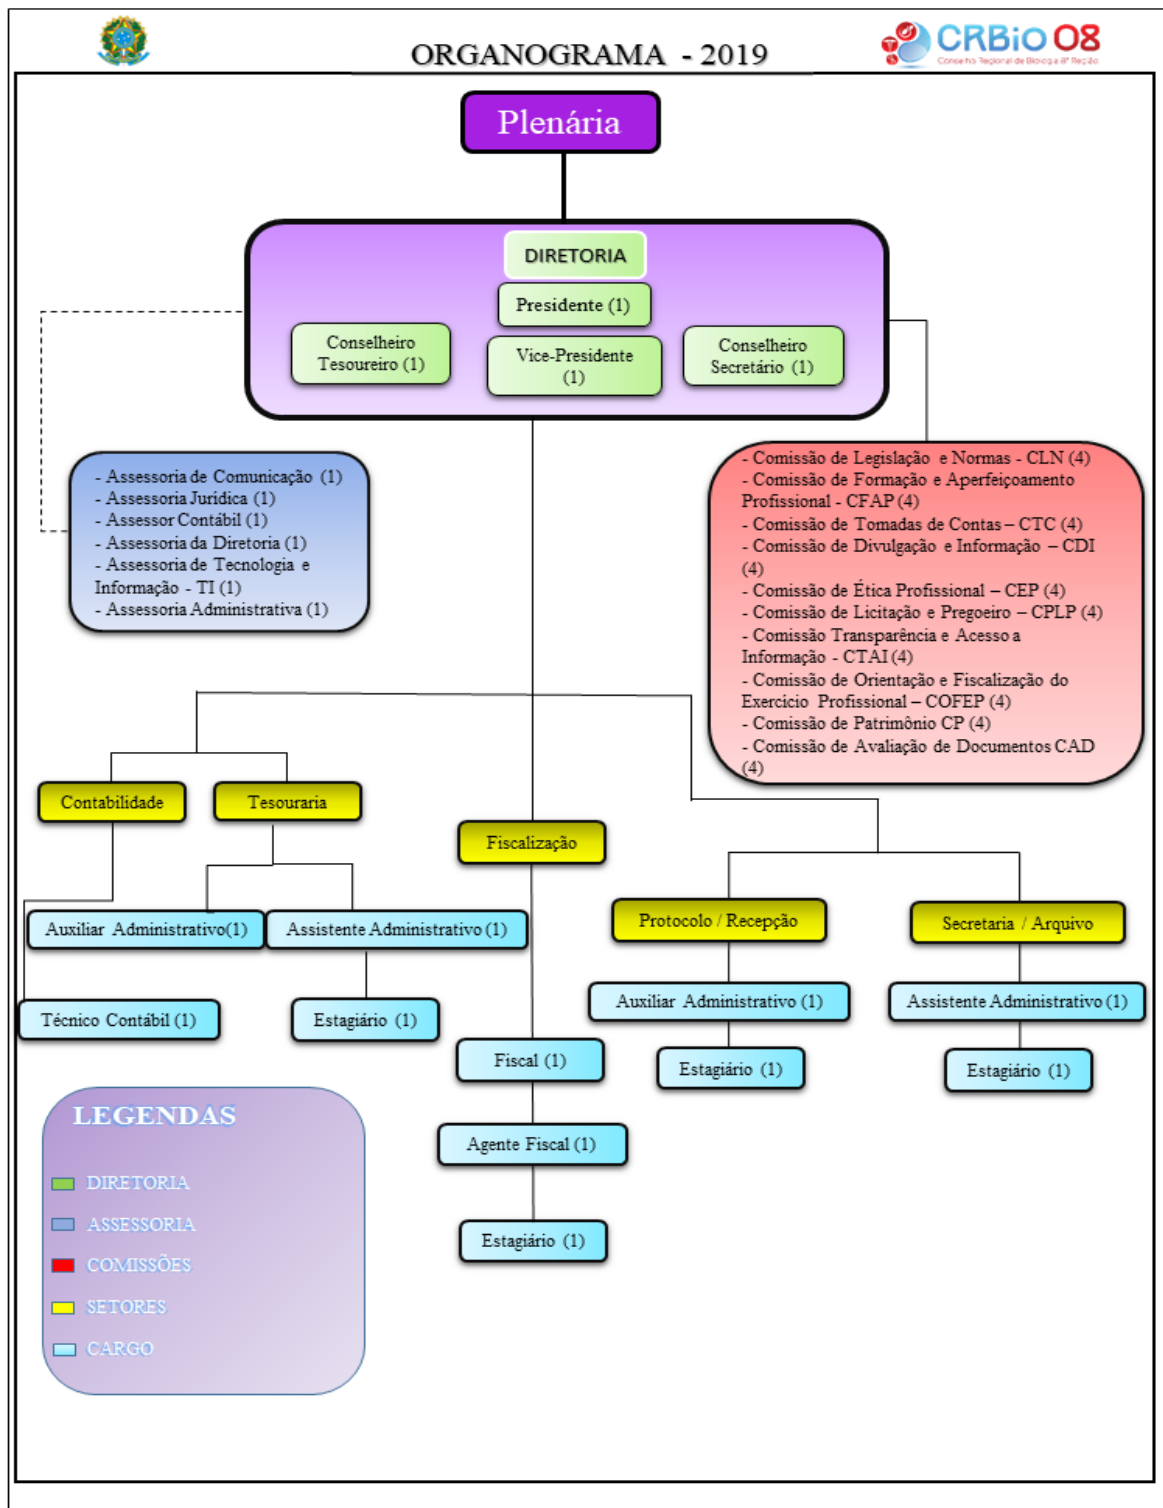 ORGANOGRAMA - 2019
CRBiO 08
Conselho Regional de Biologia 8ª Região
Plenária
DIRETORIA
Presidente (1)
Conselheiro
Tesoureiro (1)
Vice-Presidente
(1)
Conselheiro
Secretário (1)
- Assessoria de Comunicação (1)
- Assessoria Jurídica (1)
- Assessor Contábil (1)
- Assessoria da Diretoria (1)
- Assessoria de Tecnologia e
Informação - TI (1)
- Assessoria Administrativa (1)
- Comissão de Legislação e Normas - CLN (4)
- Comissão de Formação e Aperfeiçoamento
Profissional - CFAP (4)
- Comissão de Tomadas de Contas – CTC (4)
- Comissão de Divulgação e Informação – CDI
(4)
- Comissão de Ética Profissional – CEP (4)
- Comissão de Licitação e Pregoeiro – CPLP (4)
- Comissão Transparência e Acesso a
Informação - CTAI (4)
- Comissão de Orientação e Fiscalização do
Exercício Profissional – COFEP (4)
- Comissão de Patrimônio CP (4)
- Comissão de Avaliação de Documentos CAD
(4)
Contabilidade
Tesouraria
Fiscalização
Protocolo / Recepção
Secretaria / Arquivo
Auxiliar Administrativo(1)
Assistente Administrativo (1)
Auxiliar Administrativo (1)
Assistente Administrativo (1)
Técnico Contábil (1)
Estagiário (1)
Fiscal (1)
Estagiário (1)
Estagiário (1)
Agente Fiscal (1)
Estagiário (1)
LEGENDAS
DIRETORIA
ASSESSORIA
COMISSÕES
SETORES
CARGO